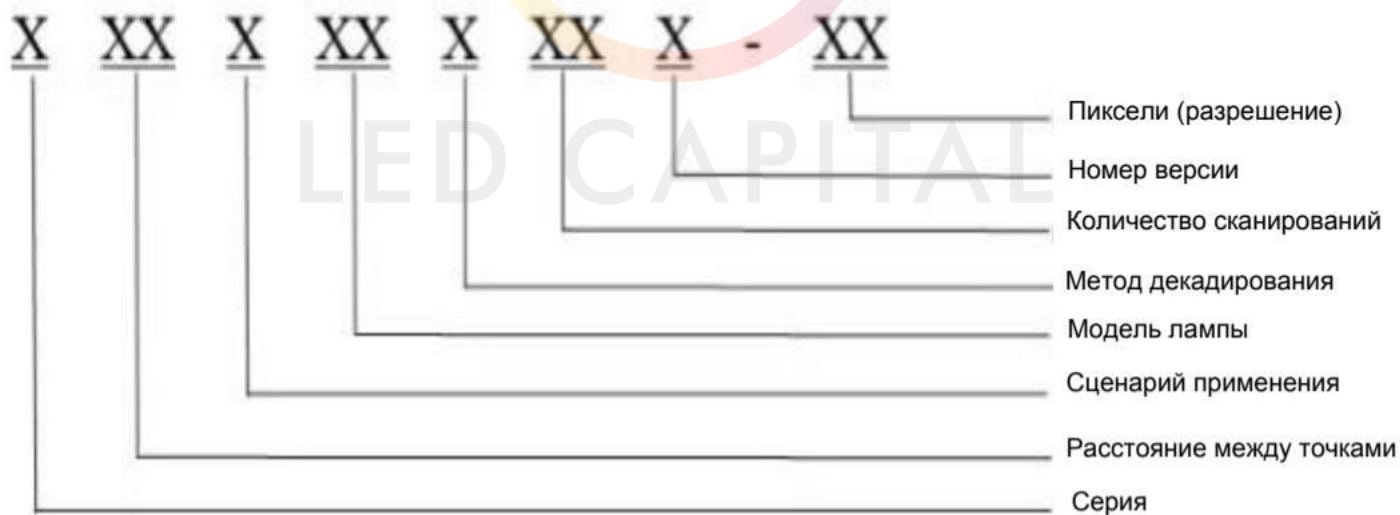 X XX X XX X XX X - XX
LED CAPITAL
Пиксели (разрешение)
Номер версии
Количество сканирований
Метод декадирования
Модель лампы
Сценарий применения
Расстояние между точками
Серия